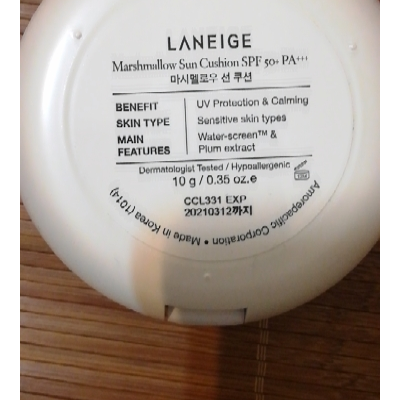 LANEIGE
Marshmallow Sun Cushion SPF 50+ PA+++
마시멜로우 선 쿠션
BENEFIT UV Protection & Calming
SKIN TYPE Sensitive skin types
MAIN FEATURES Water-screen™ & Plum extract
Dermatologist Tested / Hypoallergenic
10 g / 0.35 oz.e
CCL331 EXP
20210312까지
Amorepacific Corporation • Made in Korea (1014)